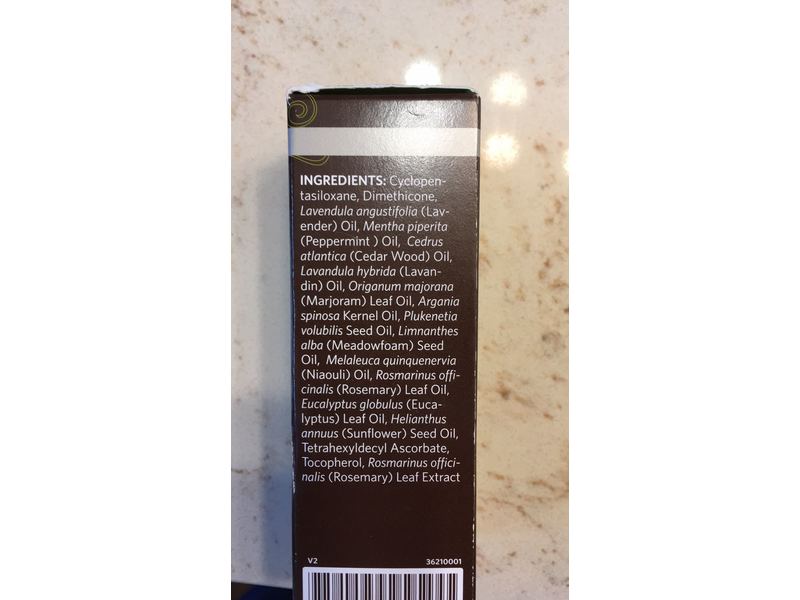 INGREDIENTS: Cyclopen-
tasiloxane, Dimethicone,
Lavendula angustifolia (Lav-
ender) Oil, Mentha piperita
(Peppermint ) Oil, Cedrus
atlantica (Cedar Wood) Oil,
Lavandula hybrida (Lavan-
din) Oil, Origanum majorana
(Marjoram) Leaf Oil, Argania
spinosa Kernel Oil, Plukenetia
volubilis Seed Oil, Limnanthes
alba (Meadowfoam) Seed
Oil, Melaleuca quinquenervia
(Niaouli) Oil, Rosmarinus offi-
cinalis (Rosemary) Leaf Oil,
Eucalyptus globulus (Euca-
lyptus) Leaf Oil, Helianthus
annuus (Sunflower) Seed Oil,
Tetrahexyldecyl Ascorbate,
Tocopherol, Rosmarinus offici-
nalis (Rosemary) Leaf Extract
V2 36210001